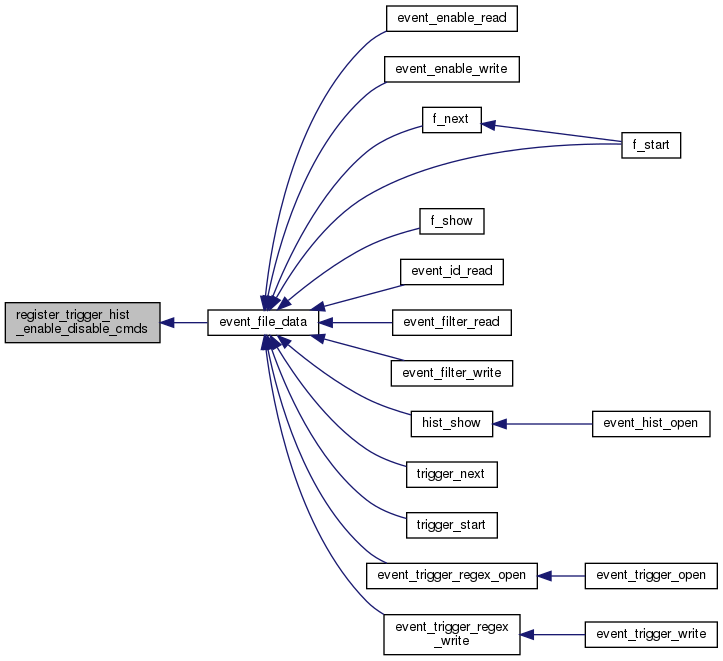 event_enable_read
event_enable_write
f_next
f_start
f_show
event_id_read
register_trigger_hist
_enable_disable_cmds
event_file_data
event_filter_read
event_filter_write
hist_show
event_hist_open
trigger_next
trigger_start
event_trigger_regex_open
event_trigger_open
event_trigger_regex
_write
event_trigger_write